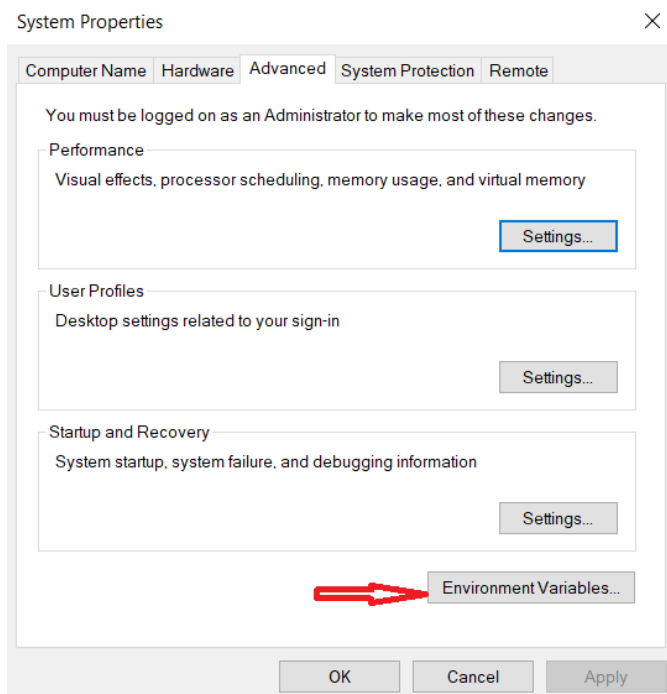 System Properties
Computer Name Hardware Advanced System Protection Remote
You must be logged on as an Administrator to make most of these changes.
Performance
Visual effects, processor scheduling, memory usage, and virtual memory
Settings...
User Profiles
Desktop settings related to your sign-in
Settings...
Startup and Recovery
System startup, system failure, and debugging information
Settings...
Environment Variables...
OK Cancel Apply